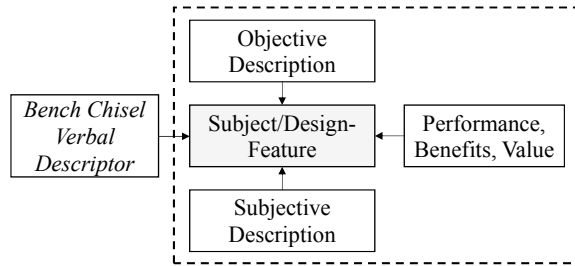 Objective
Description
Bench Chisel
Verbal
Descriptor
Subject/Design-
Feature
Performance,
Benefits, Value
Subjective
Description